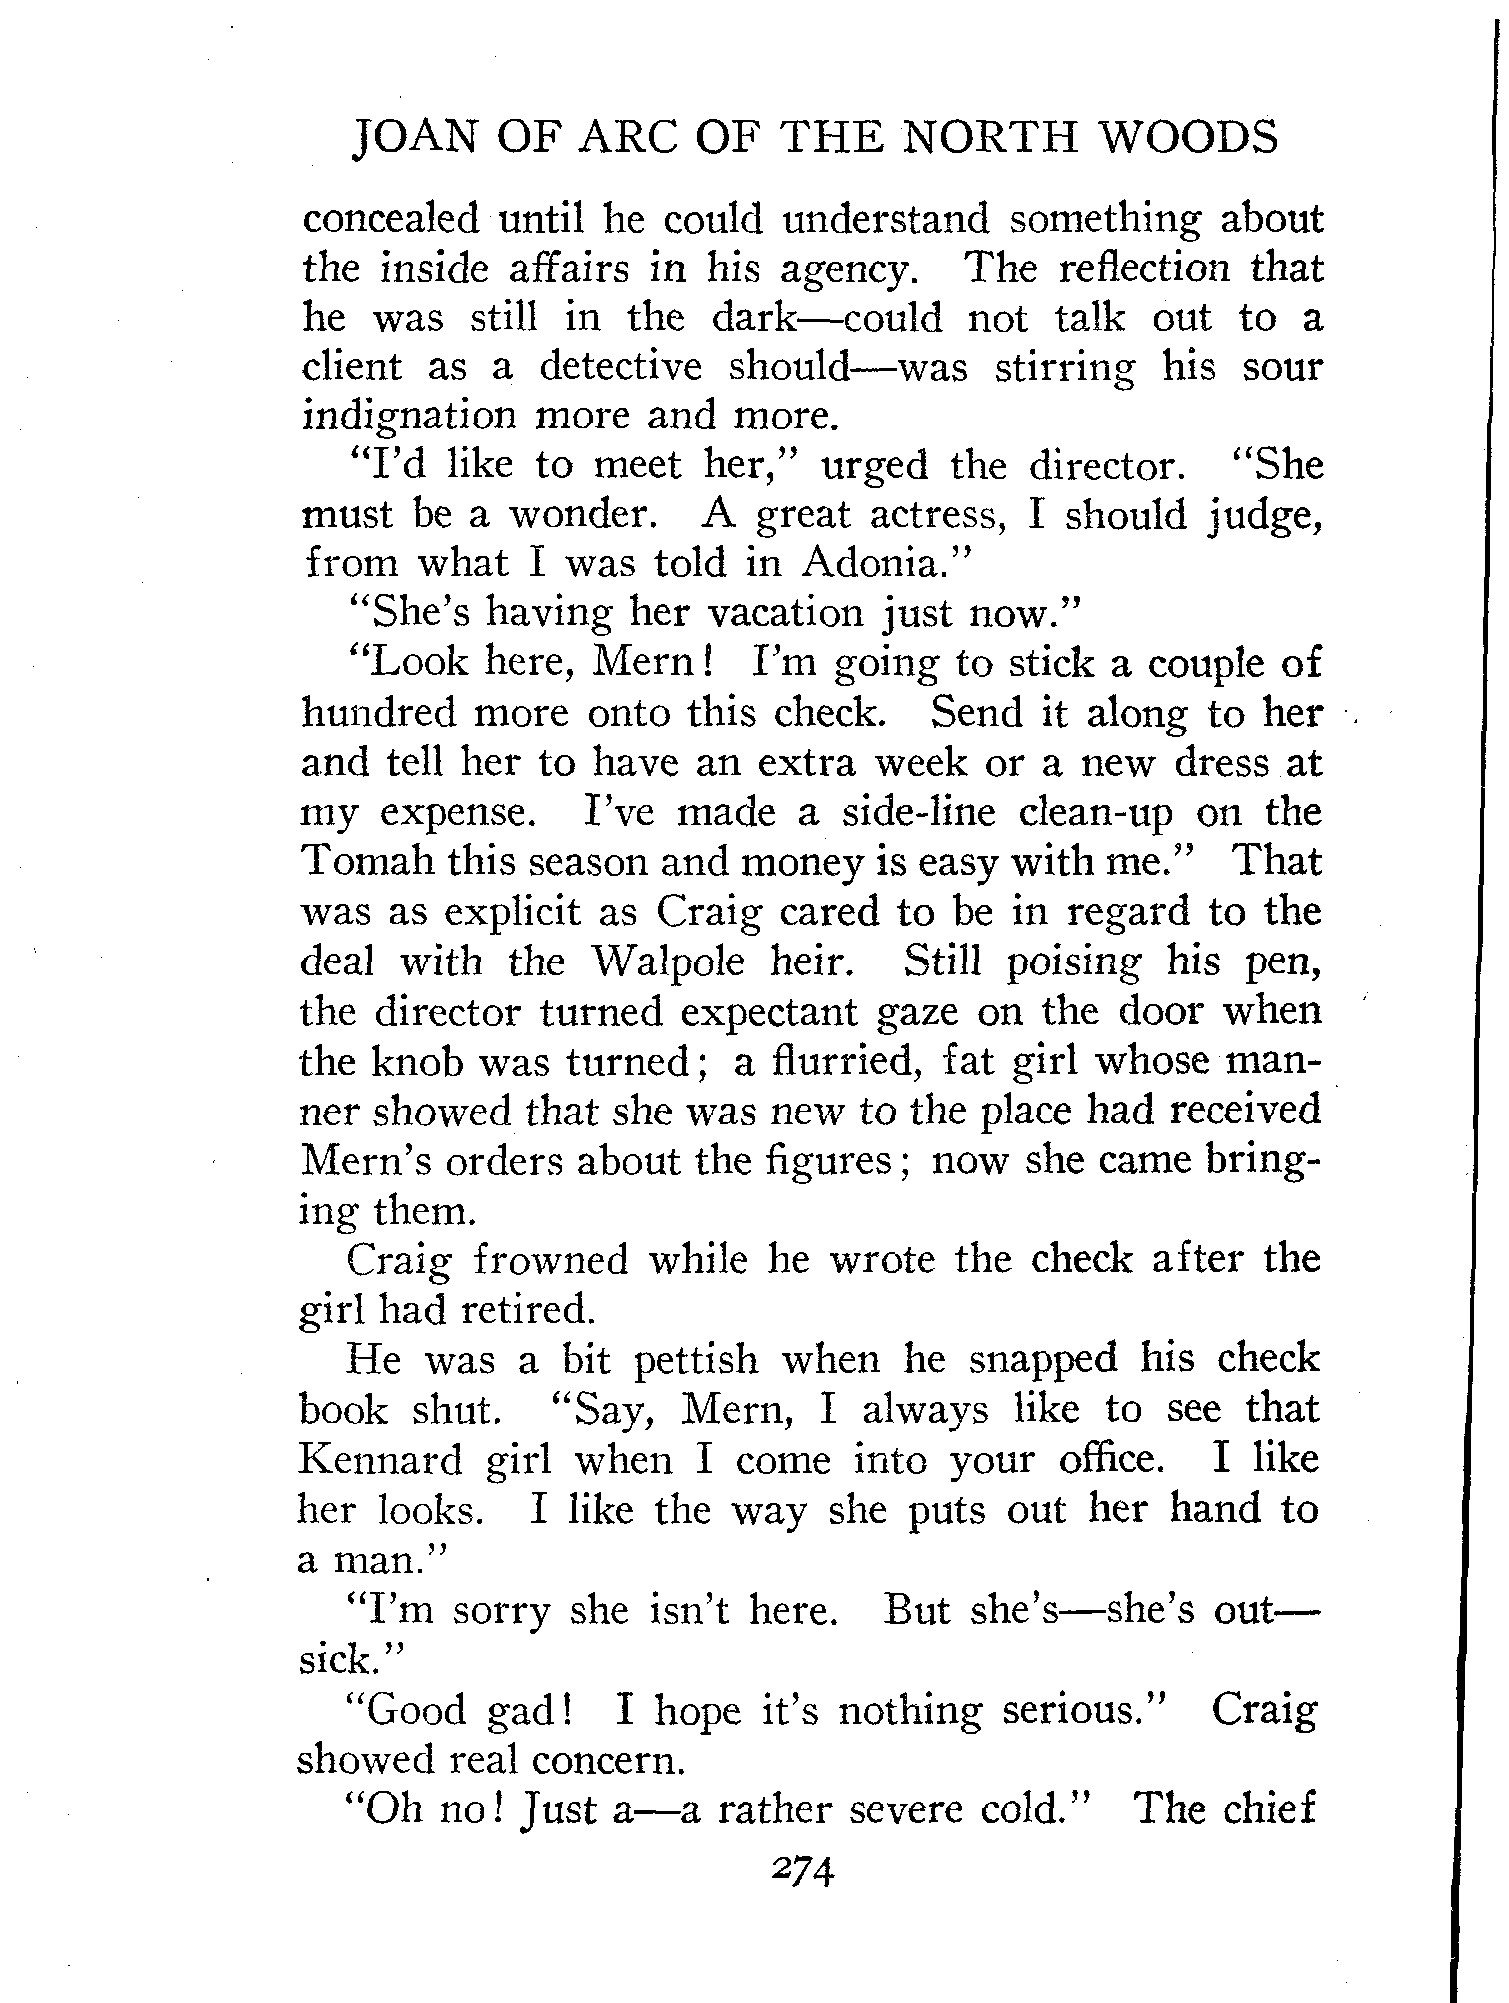 JOAN OF ARC OF THE NORTH WOODS
concealed until he could understand something about
the inside affairs in his agency. The reflection that
he was still in the dark—could not talk out to a
client as a detective should—was stirring his sour
indignation more and more.
“I’d like to meet her,” urged the director. “She
must be a wonder. A great actress, I should judge,
from what I was told in Adonia.”
“She’s having her vacation just now.”
“Look here, Mern! I’m going to stick a couple of
hundred more onto this check. Send it along to her
and tell her to have an extra week or a new dress at
my expense. I’ve made a side-line clean-up on the
Tomah this season and money is easy with me.” That
was as explicit as Craig cared to be in regard to the
deal with the Walpole heir. Still poising his pen,
the director turned expectant gaze on the door when
the knob was turned; a flurried, fat girl whose man-
ner showed that she was new to the place had received
Mern’s orders about the figures; now she came bring-
ing them.
Craig frowned while he wrote the check after the
girl had retired.
He was a bit pettish when he snapped his check
book shut. “Say, Mern, I always like to see that
Kennard girl when I come into your office. I like
her looks. I like the way she puts out her hand to
a man.”
“I’m sorry she isn’t here. But she’s—she’s out—
sick.”
“Good gad! I hope it’s nothing serious.” Craig
showed real concern.
“Oh no! Just a—a rather severe cold.” The chief
274